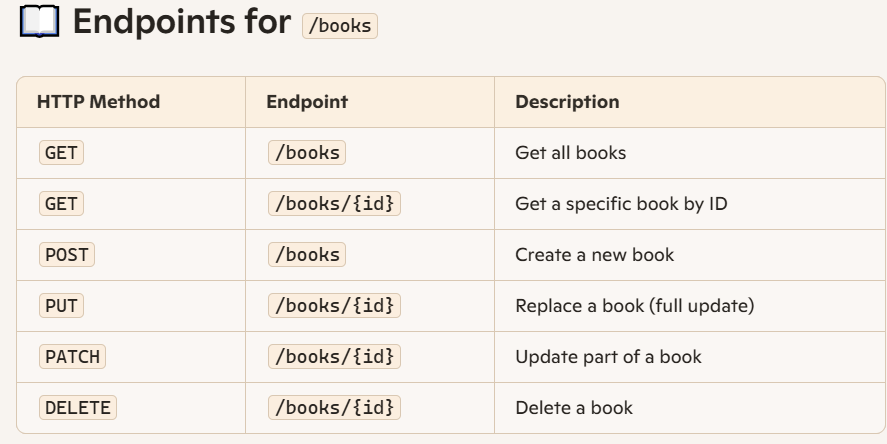 Endpoints for /books
HTTP Method Endpoint Description
GET /books Get all books
GET /books/{id} Get a specific book by ID
POST /books Create a new book
PUT /books/{id} Replace a book (full update)
PATCH /books/{id} Update part of a book
DELETE /books/{id} Delete a book